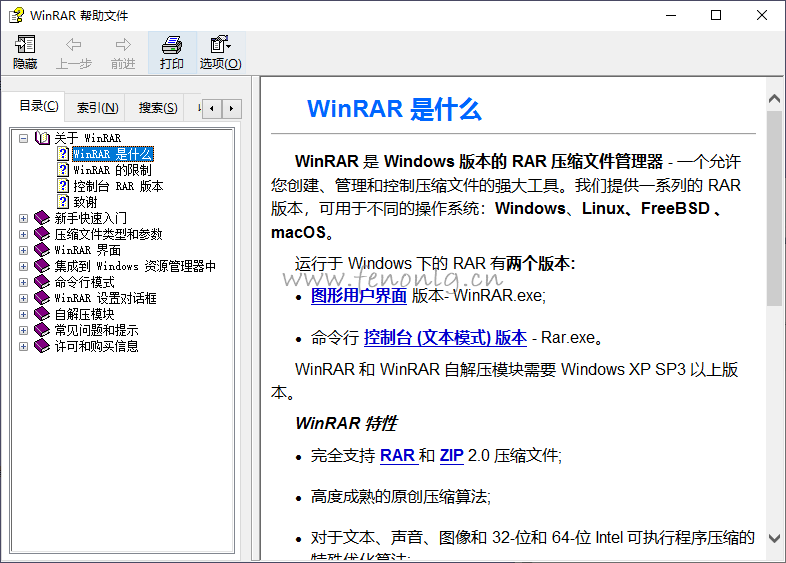 WinRAR 帮助文件
隐藏 上一步 前进 打印 选项(O)
目录(C) 索引(N) 搜索(S)
关于 WinRAR
WinRAR 是什么
WinRAR 的限制
控制台 RAR 版本
致谢
新手快速入门
压缩文件类型和参数
WinRAR 界面
集成到 Windows 资源管理器中
命令行模式
WinRAR 设置对话框
自解压模块
常见问题和提示
许可和购买信息
WinRAR 是什么
WinRAR 是 Windows 版本的 RAR 压缩文件管理器 - 一个允许
您创建、管理和控制压缩文件的强大工具。我们提供一系列的 RAR
版本，可用于不同的操作系统：Windows、Linux、FreeBSD 、
macOS。
运行于 Windows 下的 RAR 有两个版本:
www.fenonlg.cn
• 图形用户界面 版本- WinRAR.exe;
• 命令行 控制台 (文本模式) 版本 - Rar.exe。
WinRAR 和 WinRAR 自解压模块需要 Windows XP SP3 以上版
本。
WinRAR 特性
• 完全支持 RAR 和 ZIP 2.0 压缩文件;
• 高度成熟的原创压缩算法;
• 对于文本、声音、图像和 32-位和 64-位 Intel 可执行程序压缩的
特殊优化算法;